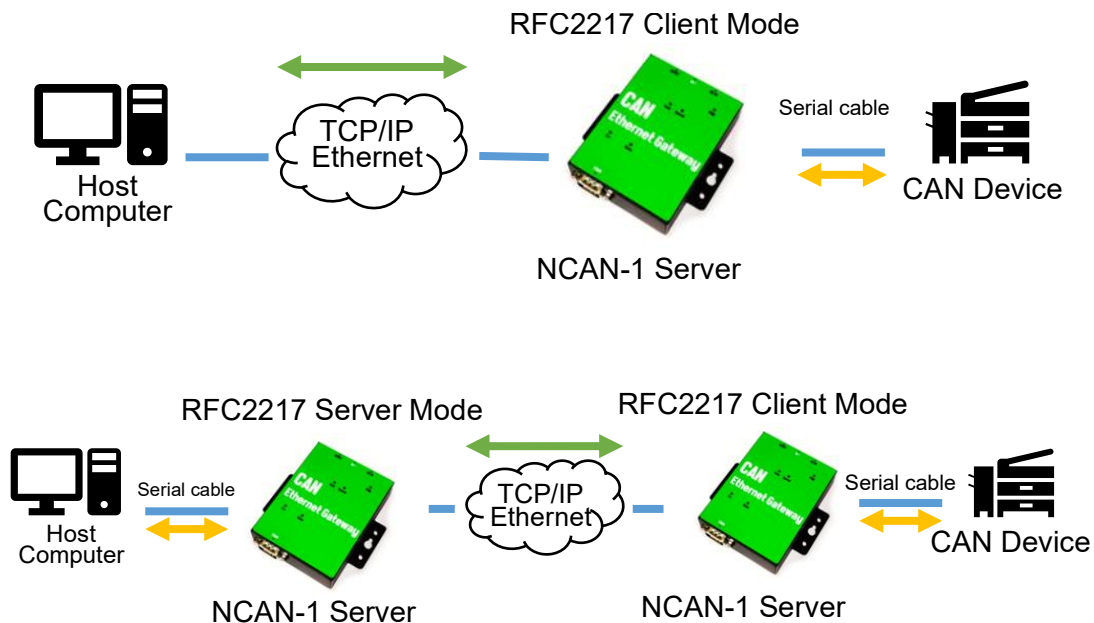 RFC2217 Client Mode
TCP/IP
Ethernet
CAN
Ethernet Gateway
Serial cable
Host
Computer
CAN Device
NCAN-1 Server
RFC2217 Server Mode
RFC2217 Client Mode
Serial cable
CAN
Ethernet Gateway
TCP/IP
Ethernet
CAN
Ethernet Gateway
Serial cable
Host
Computer
CAN Device
NCAN-1 Server
NCAN-1 Server